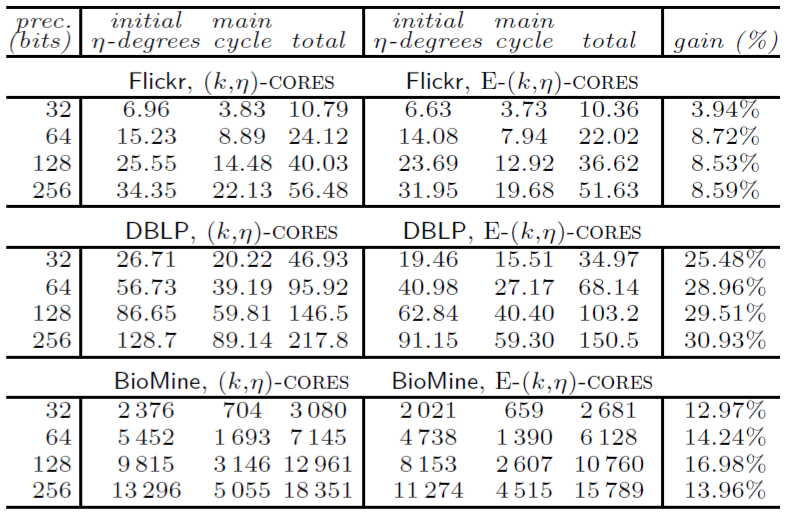 prec. initial main initial main
(bits) η-degrees cycle total η-degrees cycle total gain (%)
Flickr, (k,η)-CORES Flickr, E-(k,η)-CORES
32 6.96 3.83 10.79 6.63 3.73 10.36 3.94%
64 15.23 8.89 24.12 14.08 7.94 22.02 8.72%
128 25.55 14.48 40.03 23.69 12.92 36.62 8.53%
256 34.35 22.13 56.48 31.95 19.68 51.63 8.59%
DBLP, (k,η)-CORES DBLP, E-(k,η)-CORES
32 26.71 20.22 46.93 19.46 15.51 34.97 25.48%
64 56.73 39.19 95.92 40.98 27.17 68.14 28.96%
128 86.65 59.81 146.5 62.84 40.40 103.2 29.51%
256 128.7 89.14 217.8 91.15 59.30 150.5 30.93%
BioMine, (k,η)-CORES BioMine, E-(k,η)-CORES
32 2 376 704 3 080 2 021 659 2 681 12.97%
64 5 452 1 693 7 145 4 738 1 390 6 128 14.24%
128 9 815 3 146 12 961 8 153 2 607 10 760 16.98%
256 13 296 5 055 18 351 11 274 4 515 15 789 13.96%